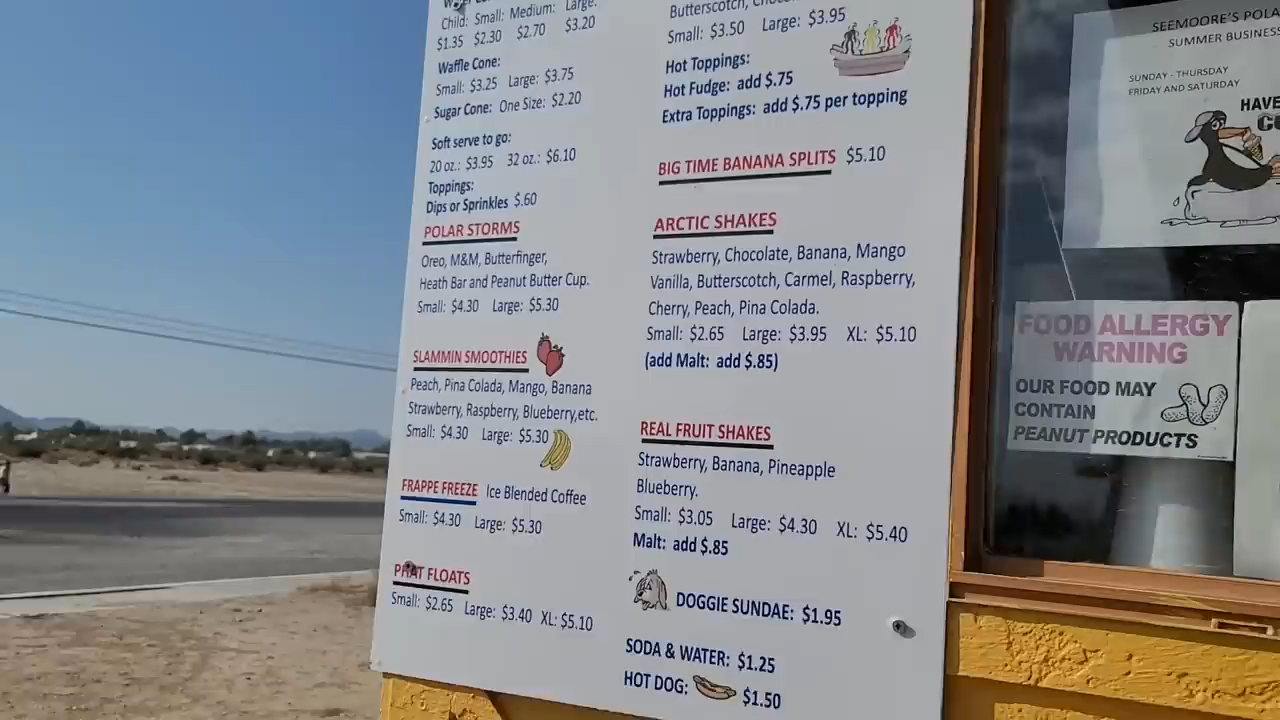 Child: Small: Medium: Large:
$1.35 $2.30 $2.70 $3.20
Waffle Cone:
Small: $3.25 Large: $3.75
Sugar Cone: One Size: $2.20
Soft serve to go:
20 oz.: $3.95 32 oz.: $6.10
Toppings:
Dips or Sprinkles $.60
POLAR STORMS
Oreo, M&M, Butterfinger,
Heath Bar and Peanut Butter Cup.
Small: $4.30 Large: $5.30
SLAMMIN SMOOTHIES
Peach, Pina Colada, Mango, Banana
Strawberry, Raspberry, Blueberry,etc.
Small: $4.30 Large: $5.30
FRAPPE FREEZE Ice Blended Coffee
Small: $4.30 Large: $5.30
PHAT FLOATS
Small: $2.65 Large: $3.40 XL: $5.10
Butterscotch,
Small: $3.50 Large: $3.95
Hot Toppings:
Hot Fudge: add $.75
Extra Toppings: add $.75 per topping
BIG TIME BANANA SPLITS $5.10
ARCTIC SHAKES
Strawberry, Chocolate, Banana, Mango
Vanilla, Butterscotch, Carmel, Raspberry,
Cherry, Peach, Pina Colada.
Small: $2.65 Large: $3.95 XL: $5.10
(add Malt: add $.85)
REAL FRUIT SHAKES
Strawberry, Banana, Pineapple
Blueberry.
Small: $3.05 Large: $4.30 XL: $5.40
Malt: add $.85
DOGGIE SUNDAE: $1.95
SODA & WATER: $1.25
HOT DOG: $1.50
SEEMOORE'S
SUMMER
SUNDAY - THURSDAY
FRIDAY AND SATURDAY
HAVE
FOOD ALLERGY
WARNING
OUR FOOD MAY
CONTAIN
PEANUT PRODUCTS